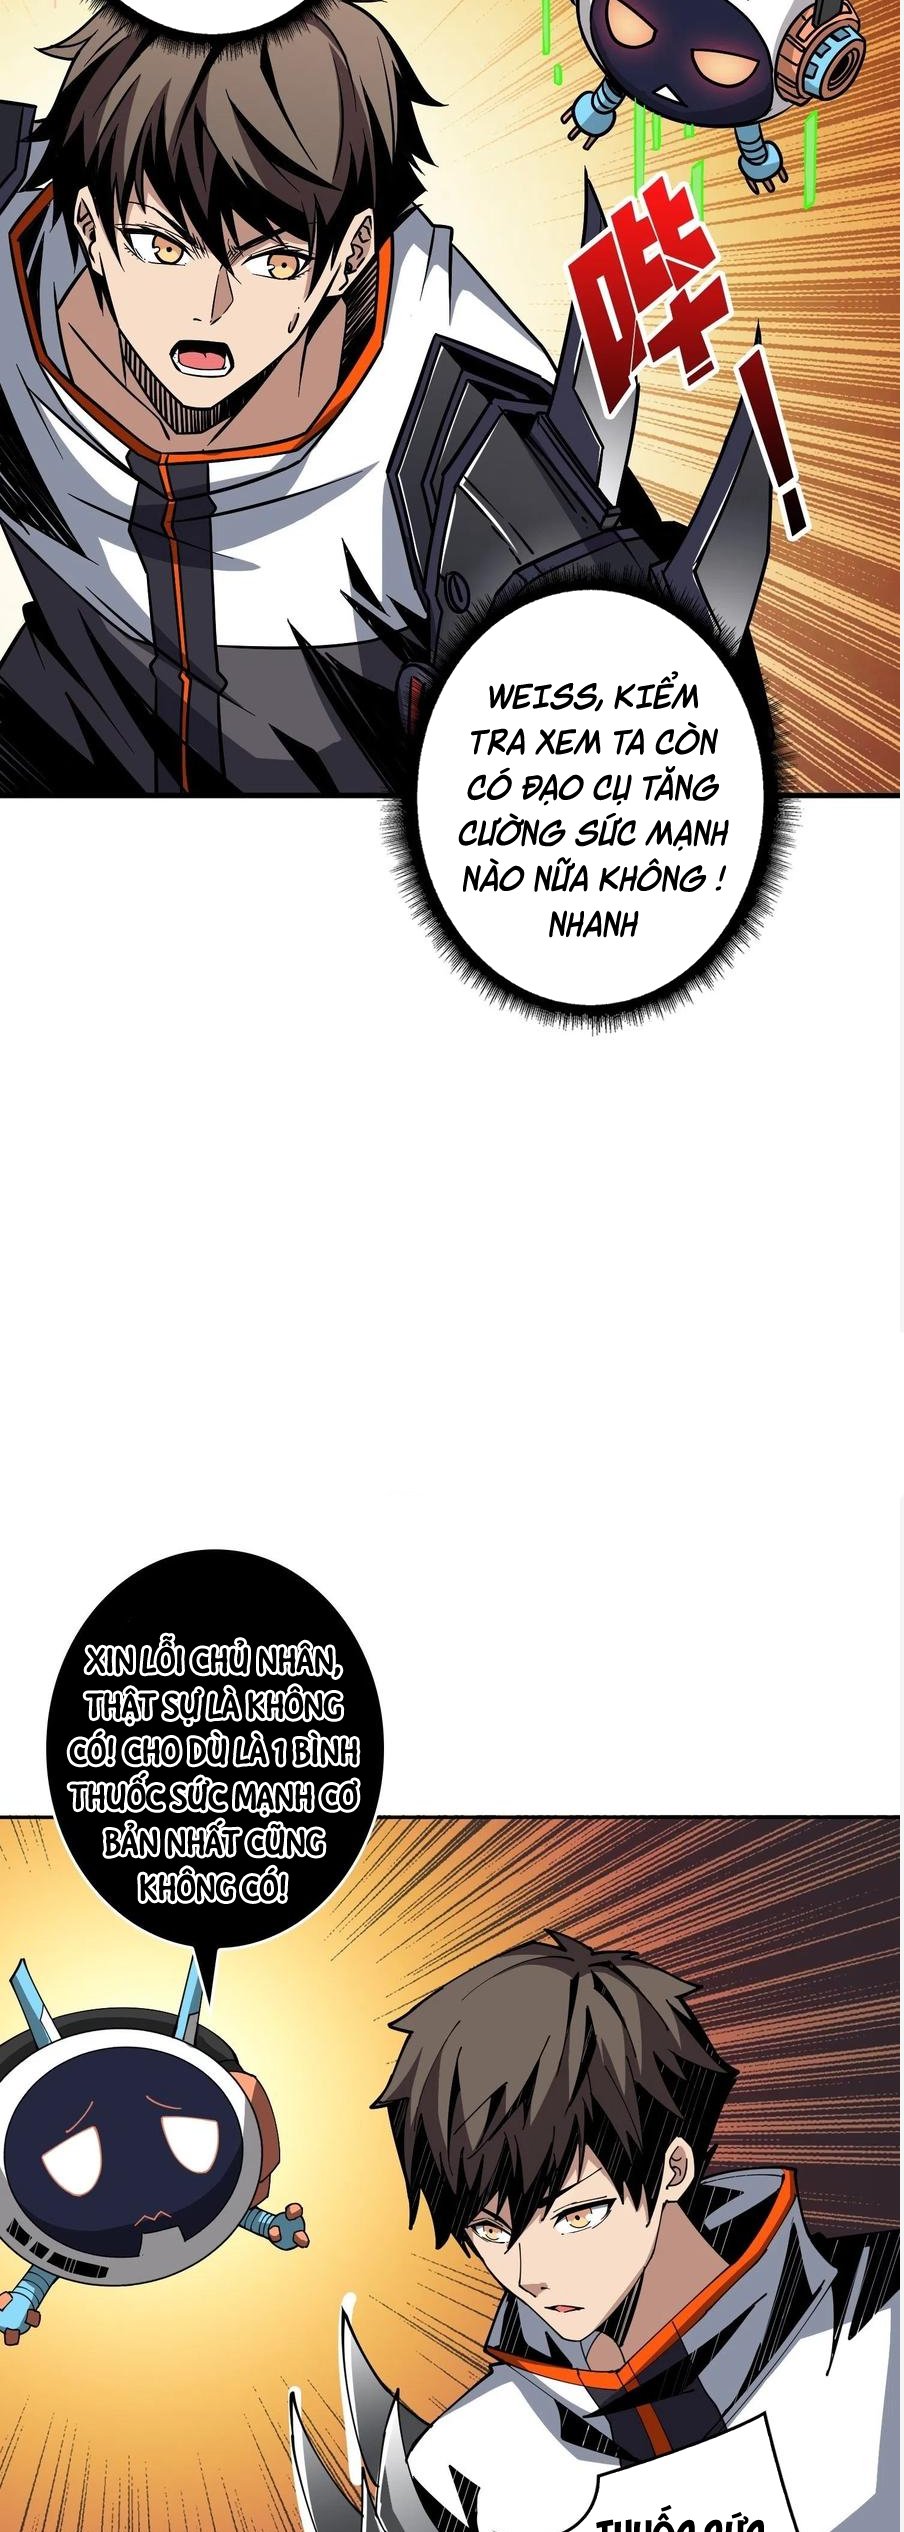 哔!
WEISS, KIỂM
TRA XEM TA CÒN
CÓ ĐẠO CỤ TĂNG
CƯỜNG SỨC MẠNH
NÀO NỮA KHÔNG !
NHANH
XIN LỖI CHỦ NHÂN,
THẬT SỰ LÀ KHÔNG
CÓ! CHO DÙ LÀ 1 BÌNH
THUỐC SỨC MẠNH CƠ
BẢN NHẤT CŨNG
KHÔNG CÓ!
THUỐC SỨC